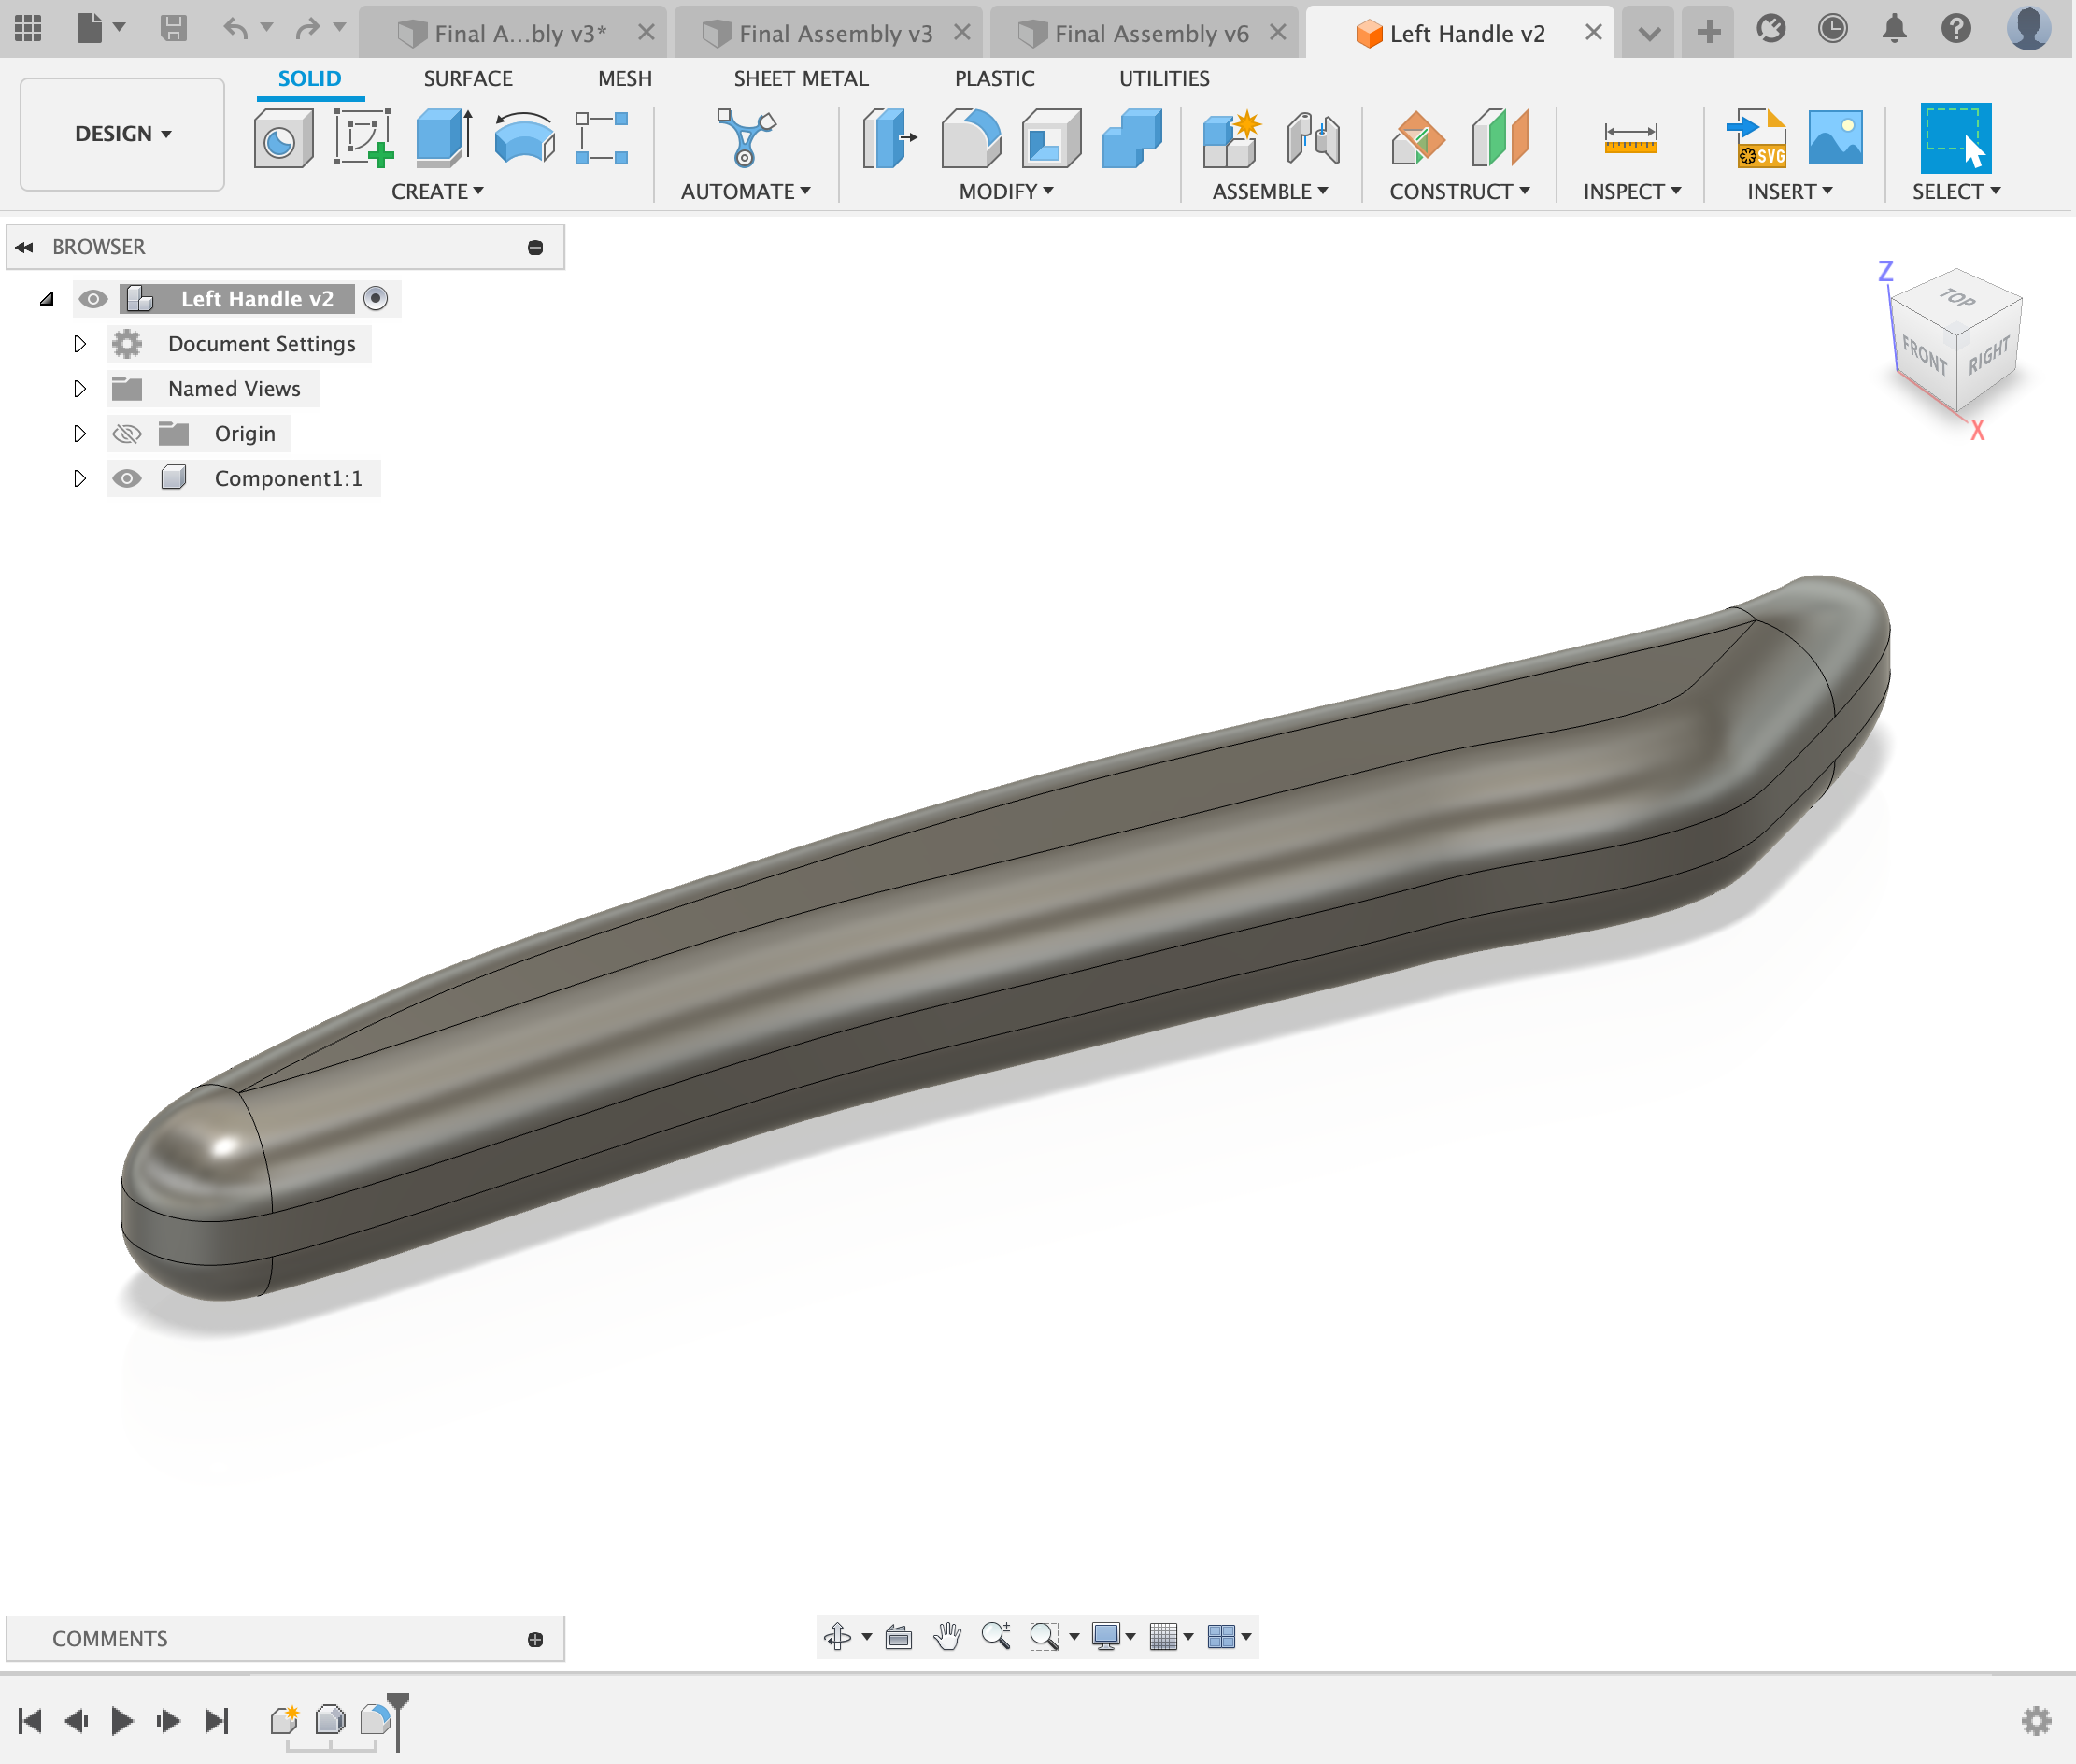 Final A...bly v3*
Final Assembly v3
Final Assembly v6
Left Handle v2
SOLID
SURFACE
MESH
SHEET METAL
PLASTIC
UTILITIES
DESIGN
SVG
CREATE
AUTOMATE
MODIFY
ASSEMBLE
CONSTRUCT
INSPECT
INSERT
SELECT
BROWSER
Left Handle v2
Document Settings
Named Views
Origin
Component1:1
Z
TOP
FRONT
RIGHT
X
COMMENTS